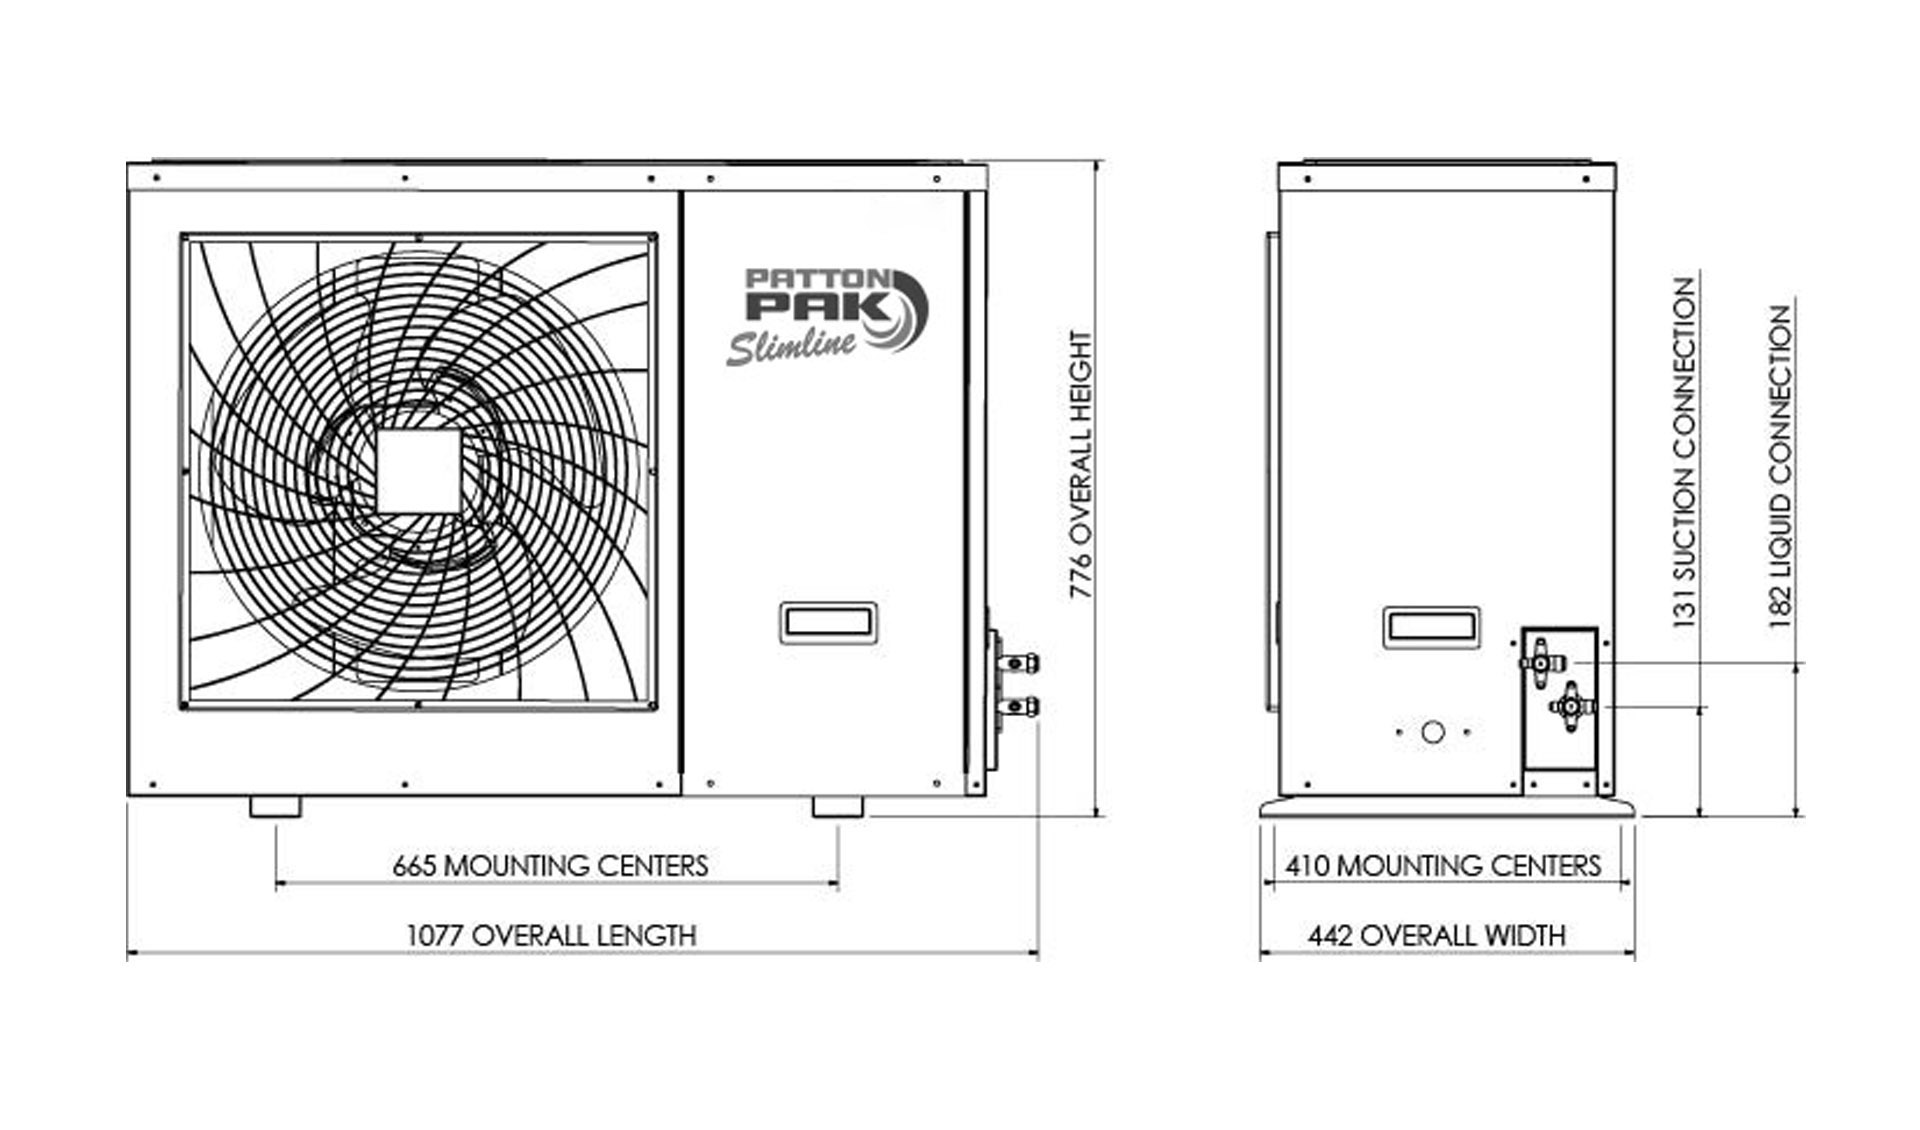 PATTON
PAK
Slimline
776 OVERALL HEIGHT
665 MOUNTING CENTERS
1077 OVERALL LENGTH
131 SUCTION CONNECTION
182 LIQUID CONNECTION
410 MOUNTING CENTERS
442 OVERALL WIDTH